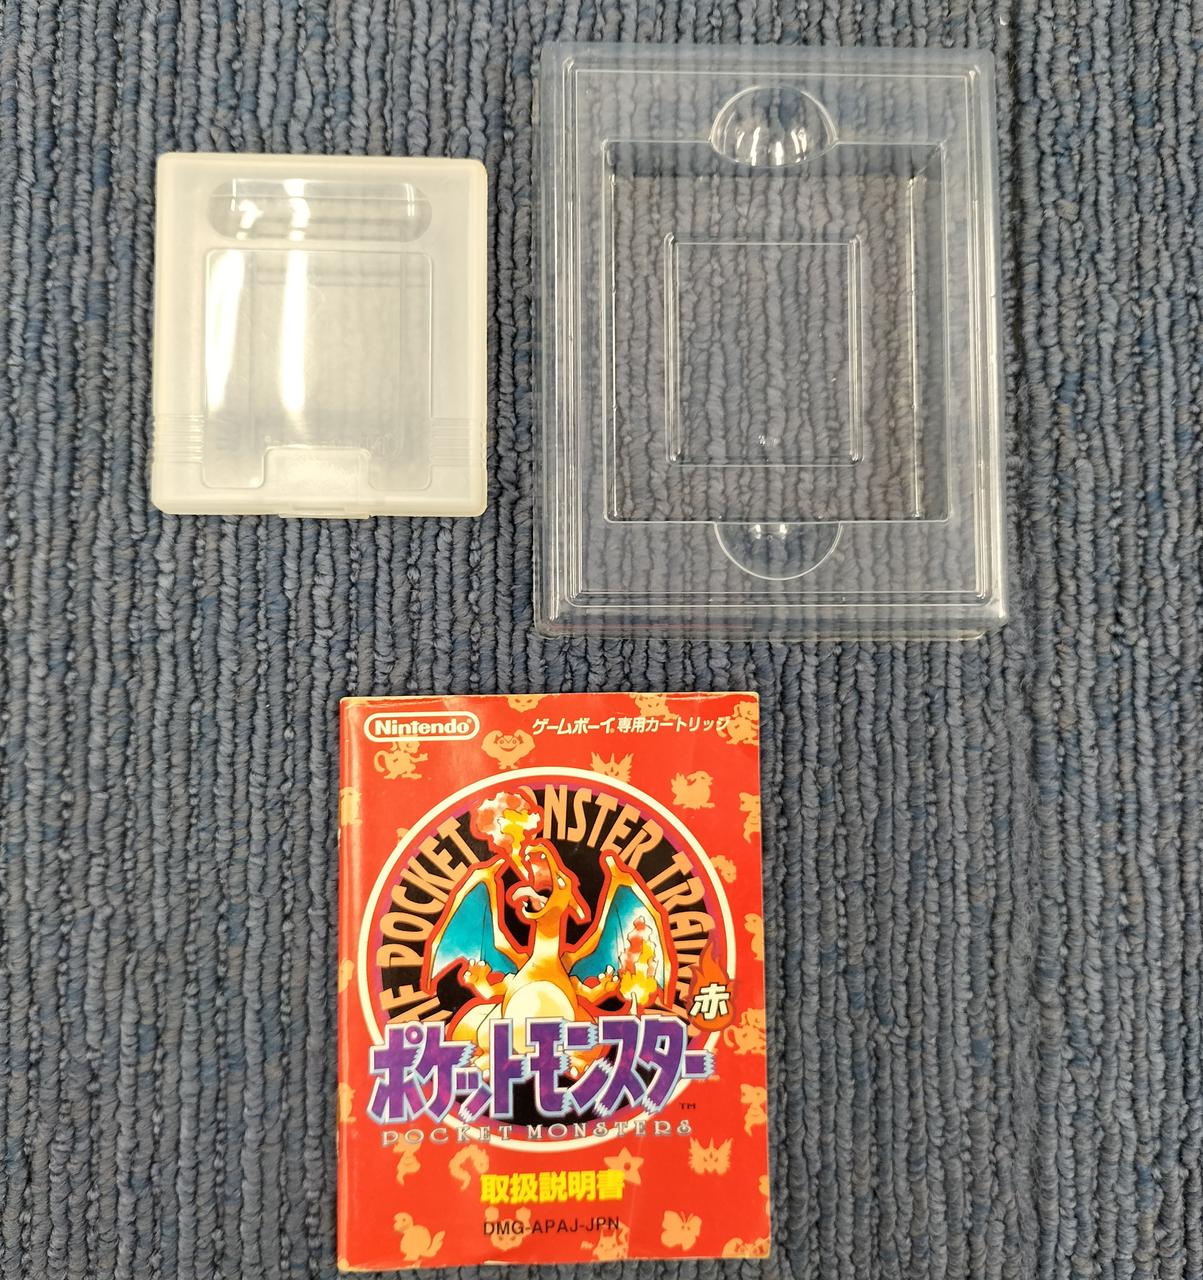 Nintendo®
ゲームボーイ専用カートリッジ
POCKET MONSTER TRAINER
赤
ポケットモンスター
TM
POCKET MONSTERS
取扱説明書
DMG-APAJ-JPN